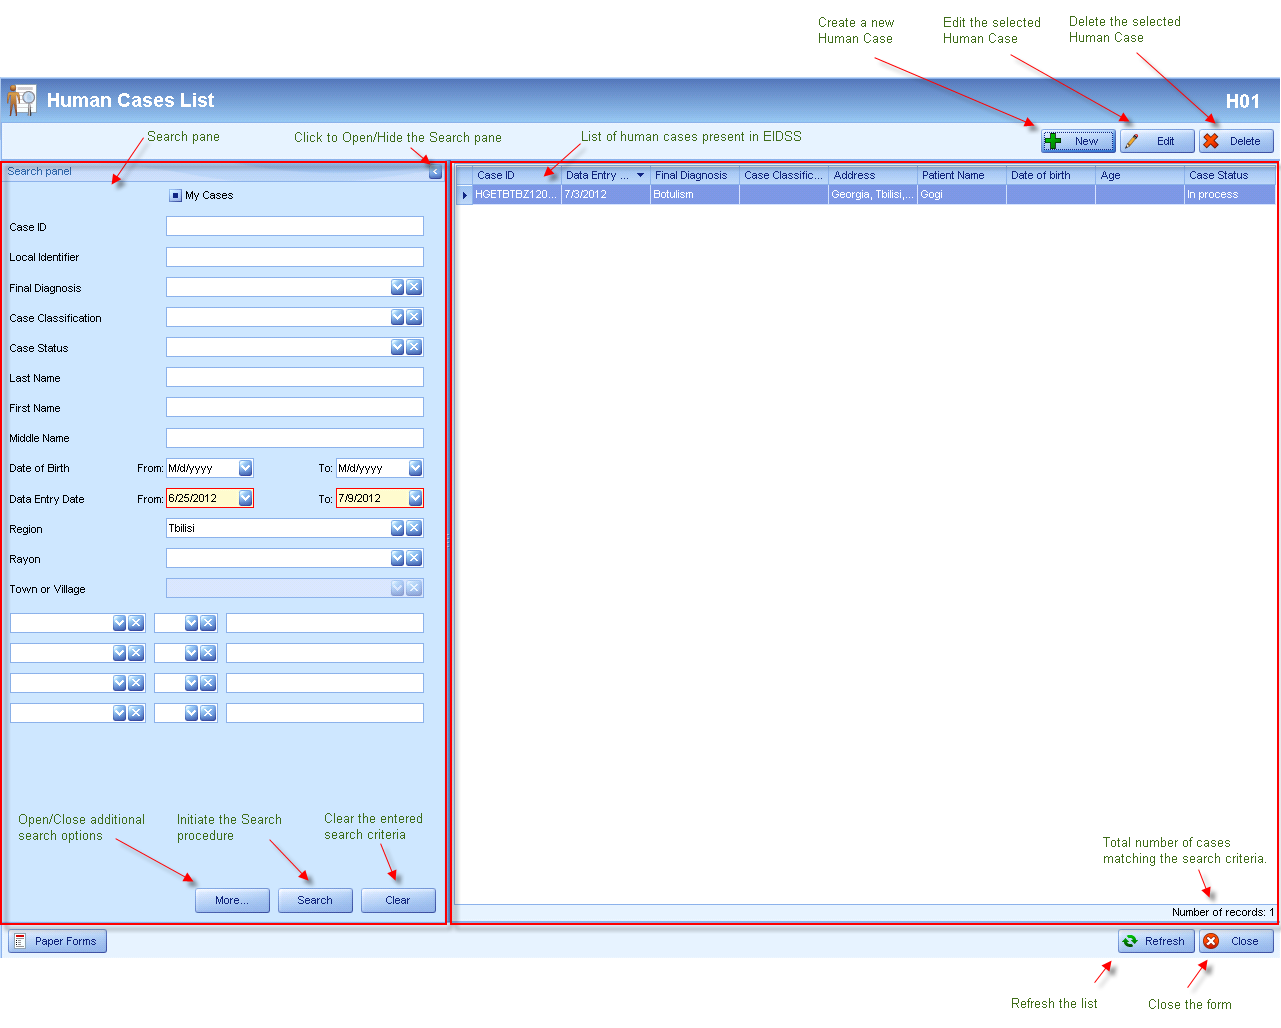 Create a new
Human Case
Edit the selected
Human Case
Delete the selected
Human Case
Human Cases List
H01
Search pane
Click to Open/Hide the Search pane
List of human cases present in EIDSS
New
Edit
Delete
Search panel
My Cases
Case ID
Local Identifier
Final Diagnosis
Case Classification
Case Status
Last Name
First Name
Middle Name
Date of Birth From: M/d/yyyy To: M/d/yyyy
Data Entry Date From: 6/25/2012 To: 7/9/2012
Region Tbilisi
Rayon
Town or Village
Open/Close additional
search options
Initiate the Search
procedure
Clear the entered
search criteria
More...
Search
Clear
Case ID Data Entry ... Final Diagnosis Case Classific... Address Patient Name Date of birth Age Case Status
HGETBTBZ120... 7/3/2012 Botulism Georgia, Tbilisi,... Gogi In process
Total number of cases
matching the search criteria.
Number of records: 1
Paper Forms
Refresh
Close
Refresh the list
Close the form